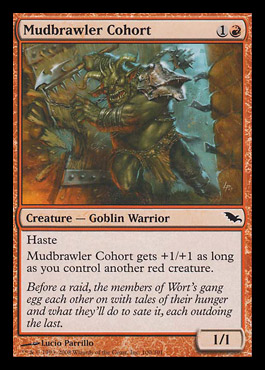 Mudbrawler Cohort
1
Creature — Goblin Warrior
Haste
Mudbrawler Cohort gets +1/+1 as long
as you control another red creature.
Before a raid, the members of Wort's gang
egg each other on with tales of their hunger
and what they'll do to sate it, each outdoing
the last.
Lucio Parrillo
1/1